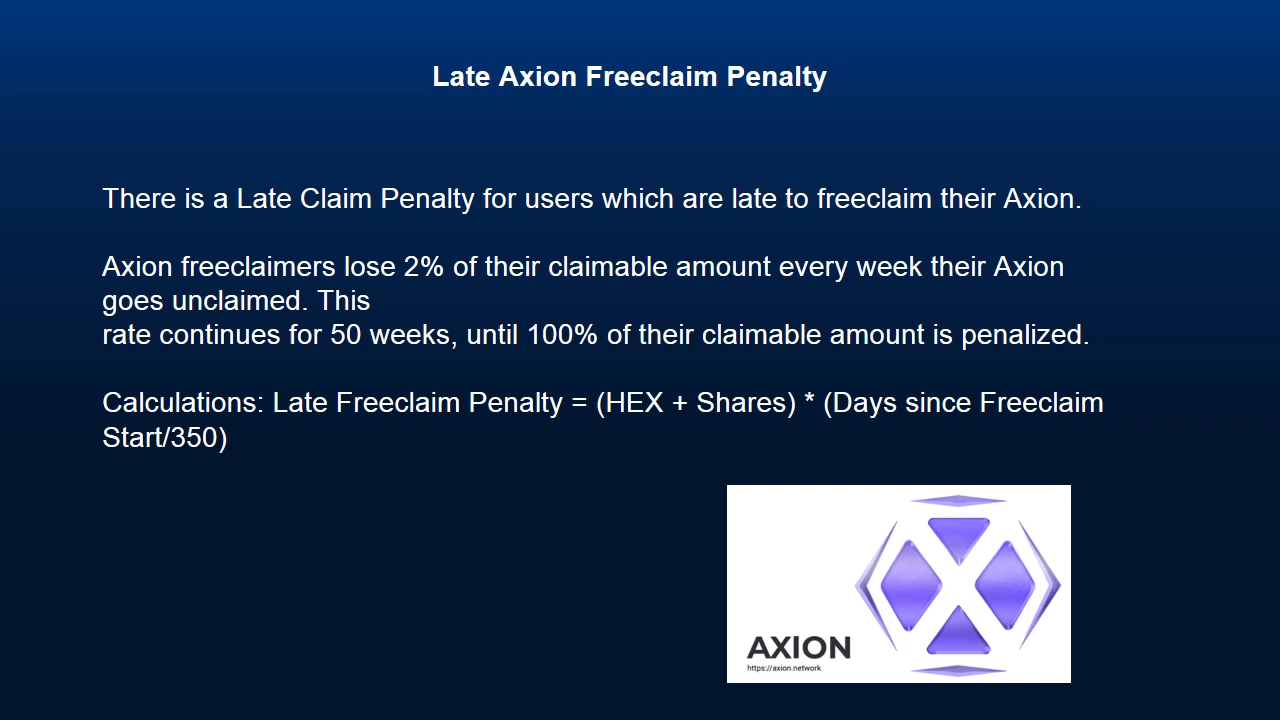 Late Axion Freeclaim Penalty
There is a Late Claim Penalty for users which are late to freeclaim their Axion.
Axion freeclaimers lose 2% of their claimable amount every week their Axion
goes unclaimed. This
rate continues for 50 weeks, until 100% of their claimable amount is penalized.
Calculations: Late Freeclaim Penalty = (HEX + Shares) * (Days since Freeclaim
Start/350)
AXION
https://axion.network